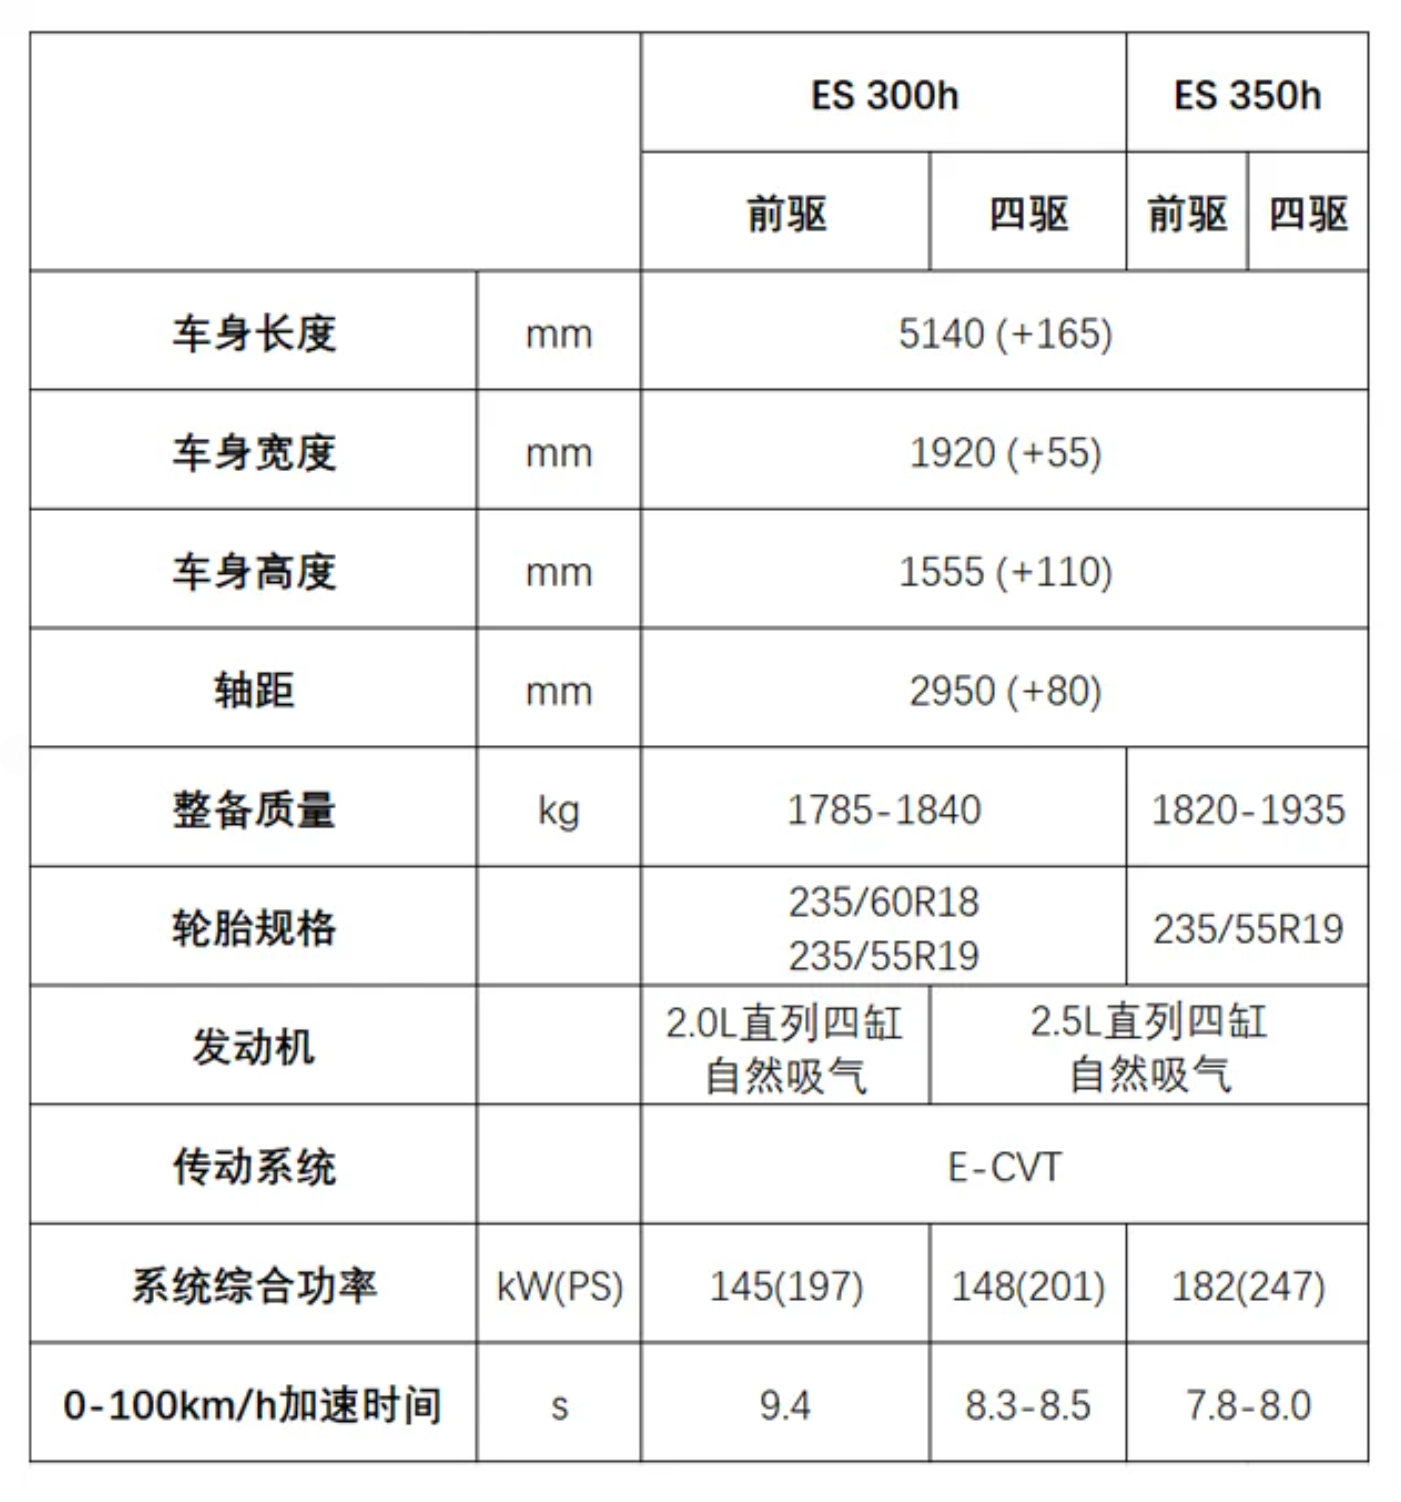 ES 300h ES 350h
前驱 四驱 前驱 四驱
车身长度 mm 5140 (+165)
车身宽度 mm 1920 (+55)
车身高度 mm 1555 (+110)
轴距 mm 2950 (+80)
整备质量 kg 1785-1840 1820-1935
轮胎规格 235/60R18
235/55R19 235/55R19
发动机 2.0L直列四缸 2.5L直列四缸
自然吸气 自然吸气
传动系统 E-CVT
系统综合功率 kW(PS) 145(197) 148(201) 182(247)
0-100km/h加速时间 s 9.4 8.3-8.5 7.8-8.0